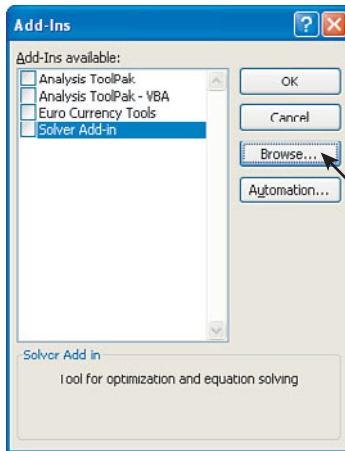 Add-Ins
Add-Ins available:
Analysis ToolPak
Analysis ToolPak - VBA
Euro Currency Tools
Solver Add-in
OK
Cancel
Browse...
Automation...
Solver Add in
Tool for optimization and equation solving